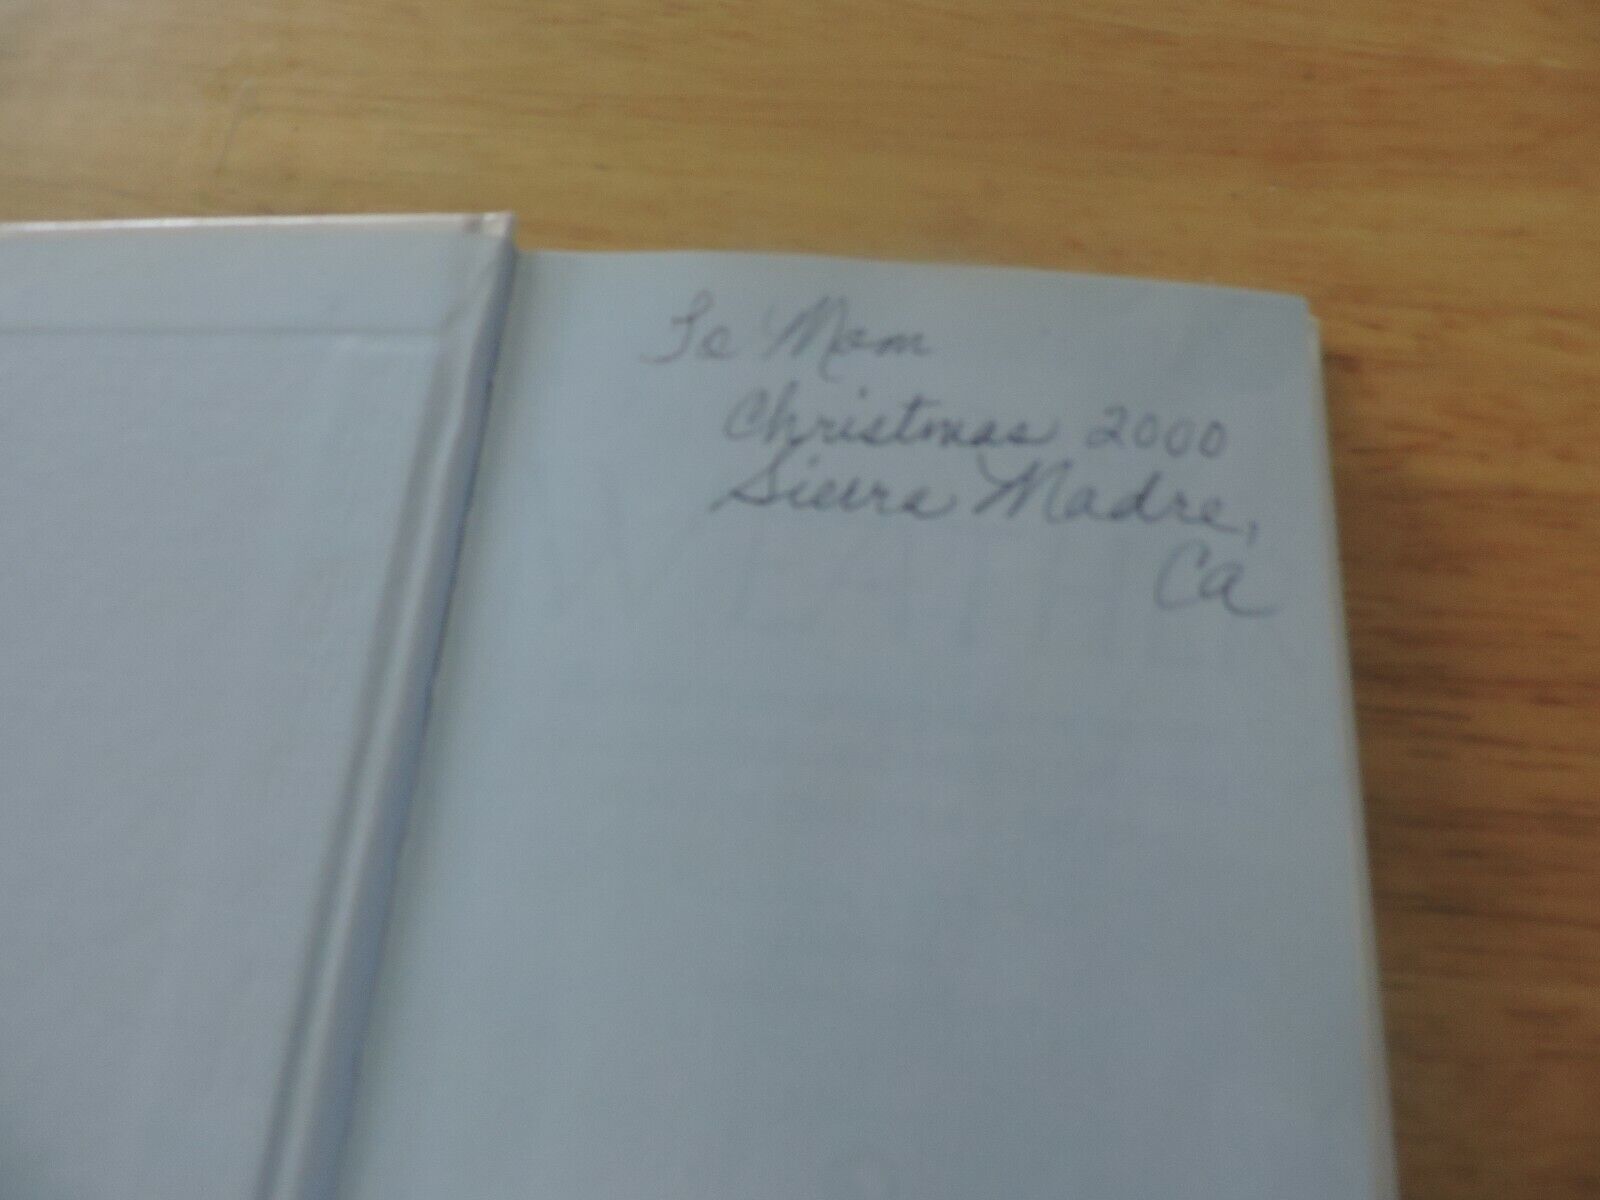 To Mom
Christmas 2000
Sierra Madre,
Ca